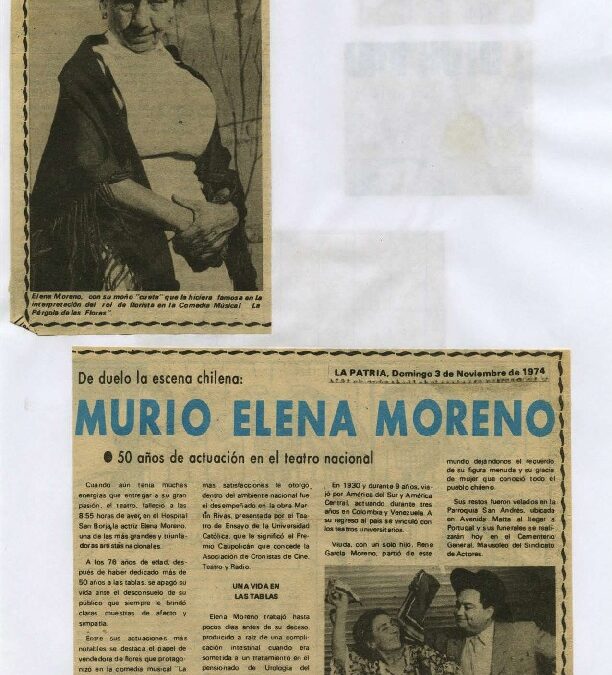 Elena Moreno, con su moño "cuete" que la hiciera famosa en la
interpretación del rol de florista en la Comedia Músical La
Pérgola de las Flores"
De duelo la escena chilena:
LA PATRIA, Domingo 3 de Noviembre de 1974
MURIO ELENA MORENO
● 50 años de actuación en el teatro nacional
Cuando aún tenía muchas
energías que entregar a su gran
pasión, el teatro, falleció a las
8.55 horas de ayer, en el Hospital
San Borja, la actriz Elena Moreno,
una de las más grandes y triunfa-
doras artistas nacionales.
A los 76 años de edad, des-
pués de haber dedicado más de
50 años a las tablas, se apagó su
vida ante el desconsuelo de su
público que siempre le brindó
claras muestras de afecto y
simpatía.
Entre sus actuaciones más
notables se destaca el papel de
vendedora de flores que protago-
nizó en la comedia musical "La
más satisfacciones le otorgó,
dentro del ambiente nacional fue
el desempeñado en la obra Mar-
tín Rivas, presentada por el Tea-
tro de Ensayo de la Universidad
Católica, que le significó el Pre-
mio Caupolicán que concede la
Asociación de Cronistas de Cine,
Teatro y Radio.
UNA VIDA EN
LAS TABLAS
Elena Moreno trabajó hasta
pocos días antes de su deceso,
producido a raíz de una compli-
cación intestinal cuando era
sometida a un tratamiento en el
pensionado de Urología del
En 1930 y durante 9 años, via-
jó por América del Sur y América
Central, actuando durante tres
años en Colombia y Venezuela. A
su regreso al país se vinculó con
los teatros universitarios.
Viuda, con un solo hijo, René
García Moreno, partió de este
mundo dejándonos el recuerdo
de su figura menuda y su gracia
de mujer que conoció todo el
pueblo chileno.
Sus restos fueron velados en la
Parroquia San Andrés, ubicada
en Avenida Matta al llegar a
Portugal y sus funerales se reali-
zarán hoy en el Cementerio
General, Mausoleo del Sindicato
de Actores.